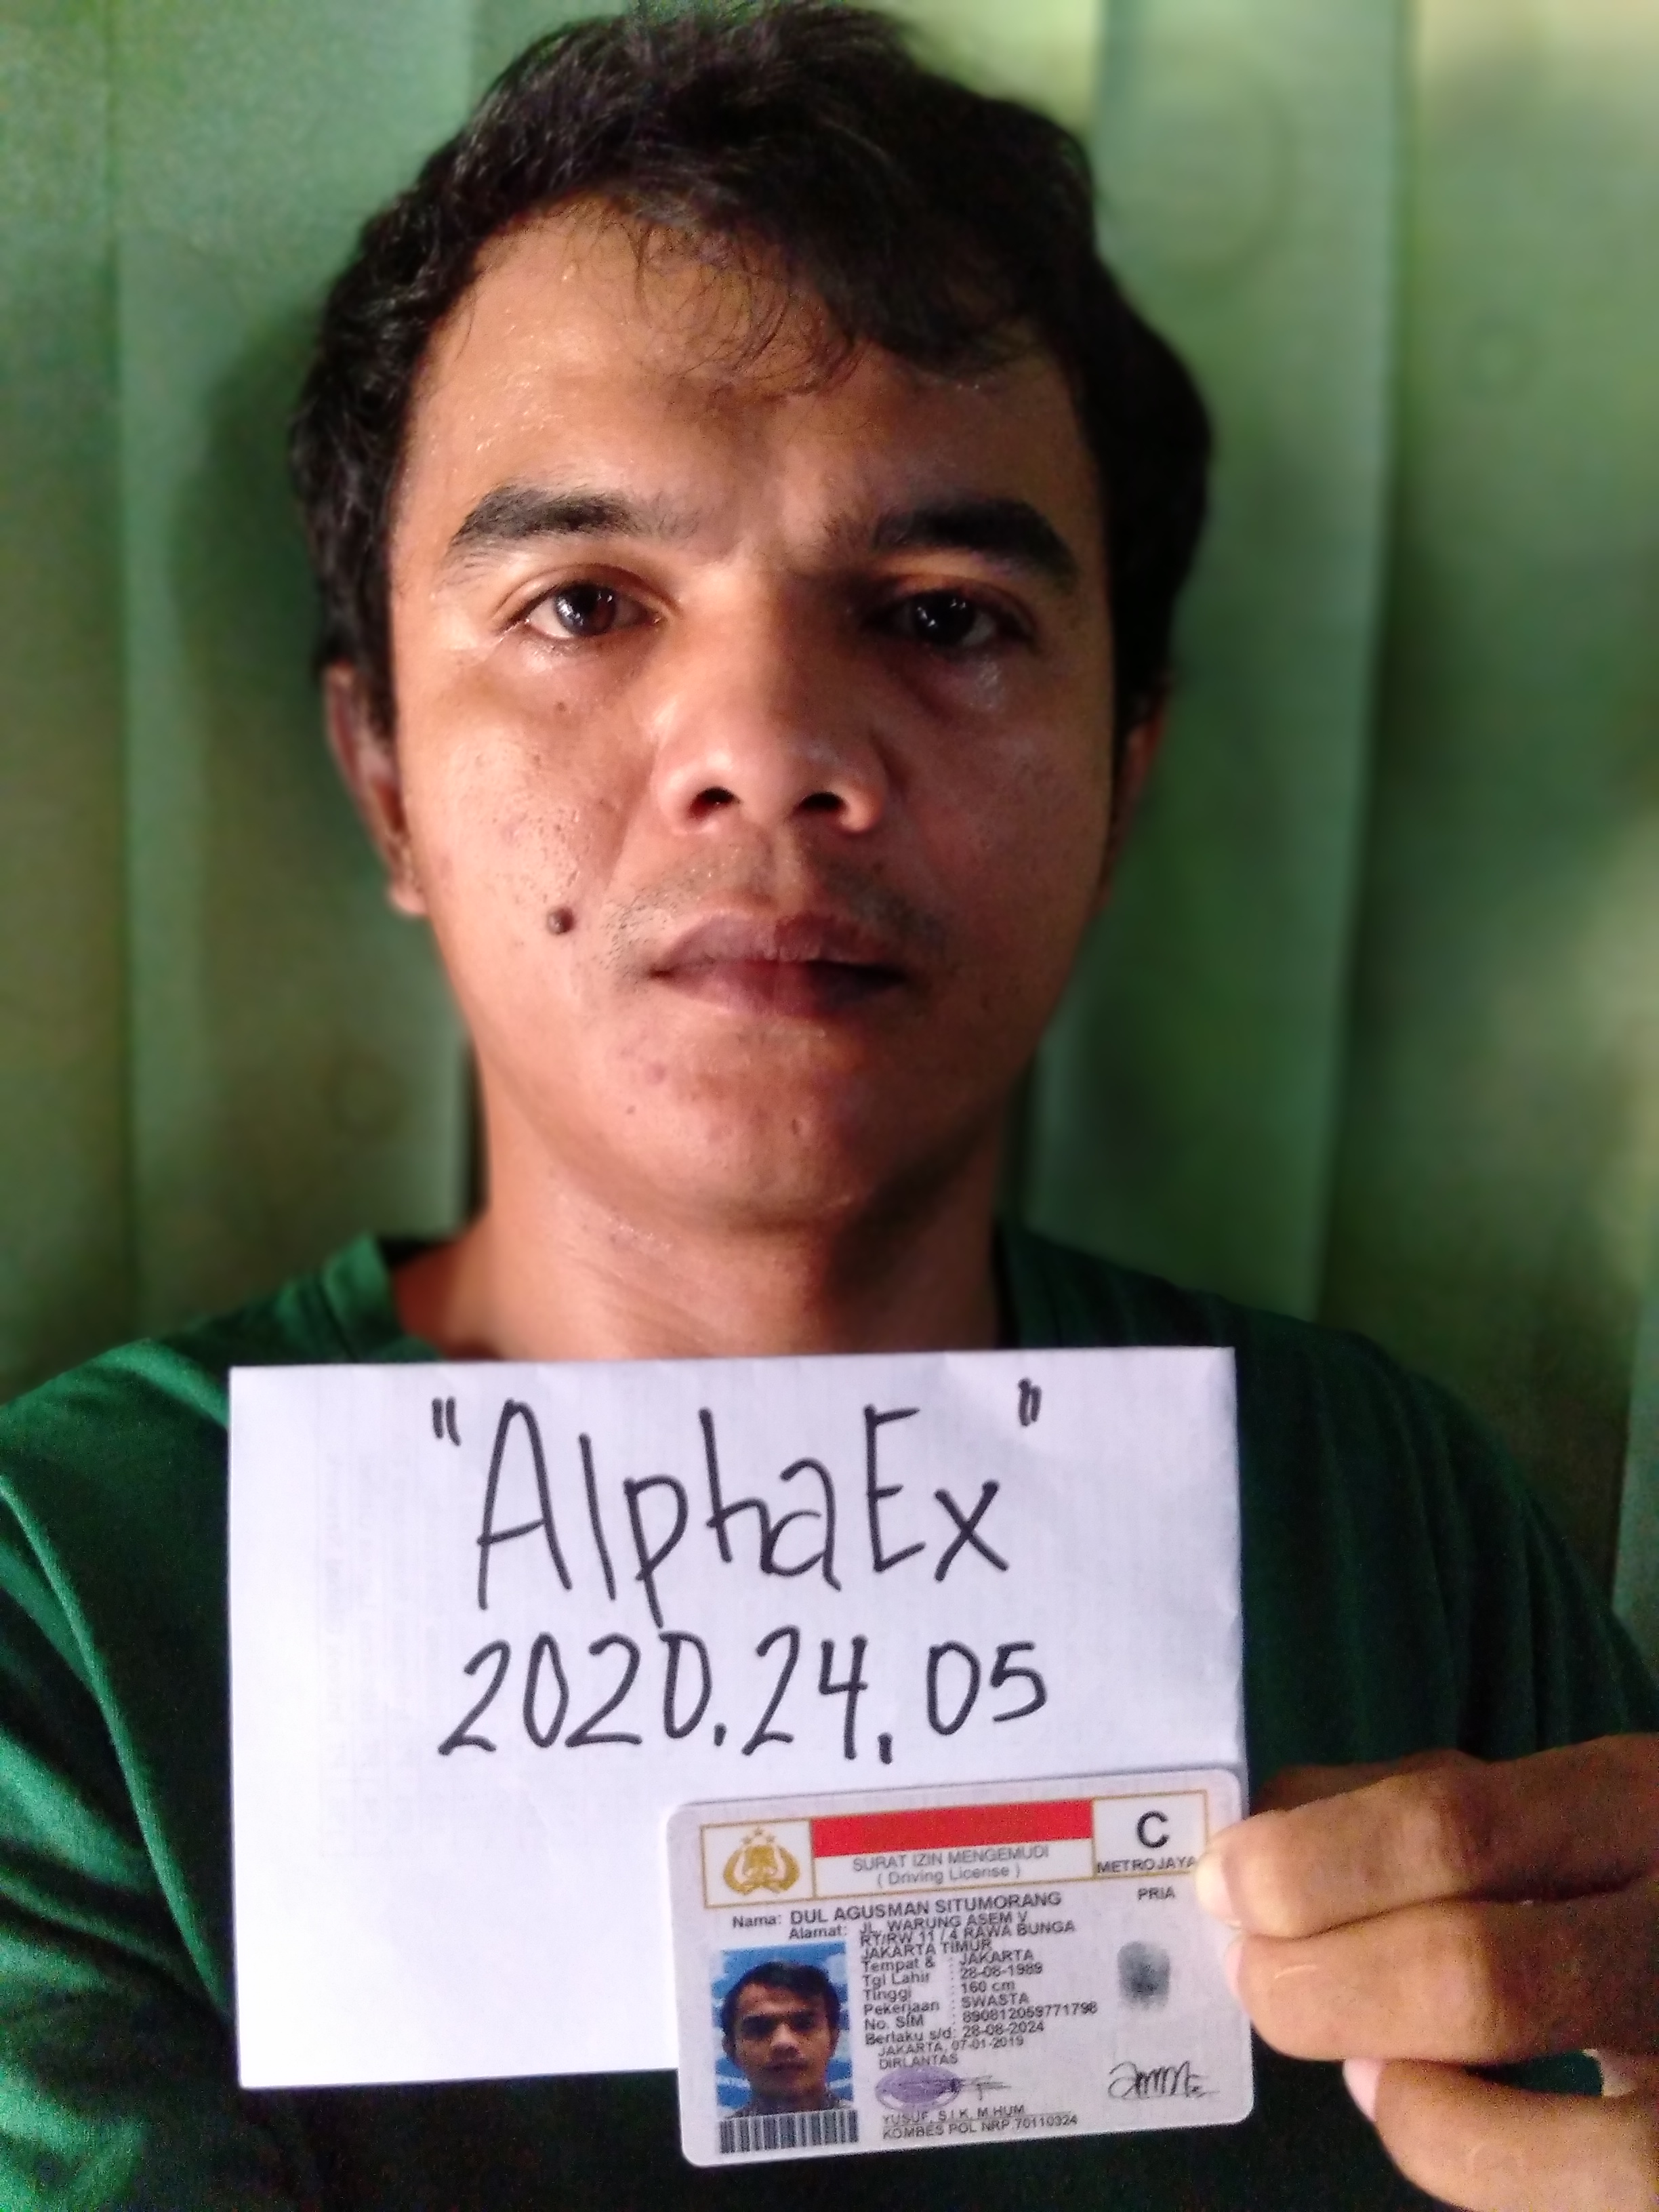 "AlphaEx"
2020.24.05
SURAT IZIN MENGEMUDI
( Driving License )
C
METROJAYA
PRIA
Nama: DUL AGUSMAN SITUMORANG
Alamat: JL. WARUNG ASEM V
RT/RW 11 / 4 RAWA BUNGA
JAKARTA TIMUR
Tempat & : JAKARTA
Tgl Lahir : 28-08-1989
Tinggi : 160 cm
Pekerjaan : SWASTA
No. SIM : 890812059771798
Berlaku s/d: 28-08-2024
JAKARTA, 07-01-2019
DIRLANTAS
YUSUF, S.I.K, M.HUM
KOMBES POL NRP 70110324